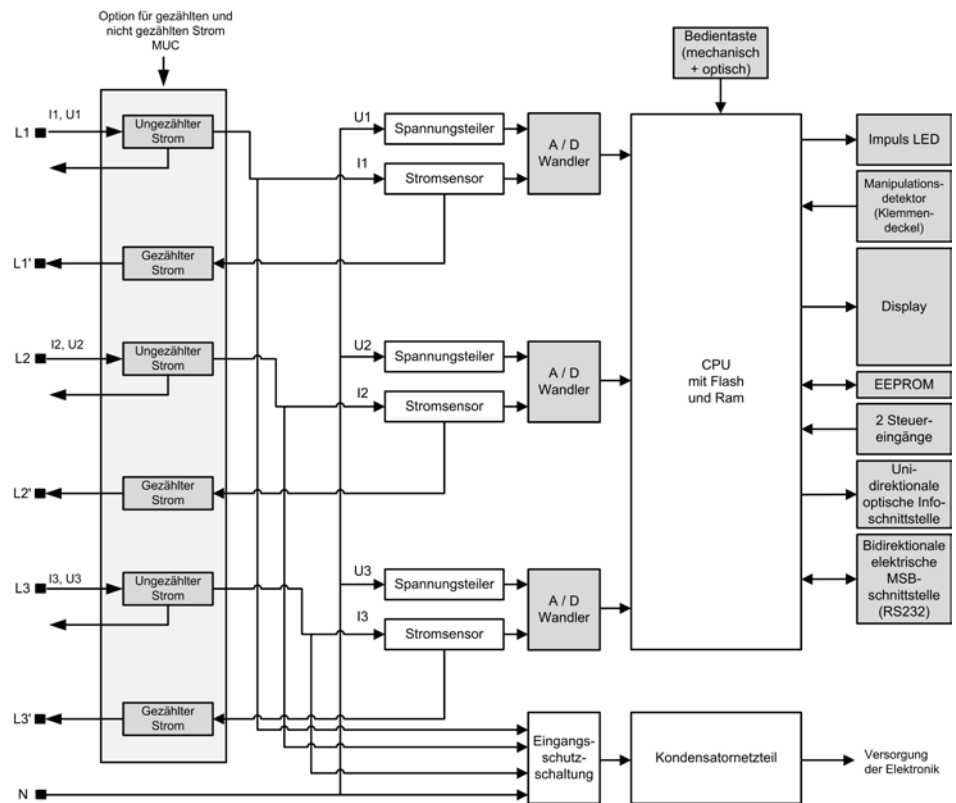 Option für gezählten und
nicht gezählten Strom
MUC
Bedientaste
(mechanisch
+ optisch)
L1
I1, U1
Ungezählter
Strom
U1
Spannungsteiler
I1
Stromsensor
A / D
Wandler
L1'
Gezählter
Strom
L2
I2, U2
Ungezählter
Strom
U2
Spannungsteiler
I2
Stromsensor
A / D
Wandler
L2'
Gezählter
Strom
L3
I3, U3
Ungezählter
Strom
U3
Spannungsteiler
I3
Stromsensor
A / D
Wandler
L3'
Gezählter
Strom
N
CPU
mit Flash
und Ram
Impuls LED
Manipulations-
detektor
(Klemmen-
deckel)
Display
EEPROM
2 Steuer-
eingänge
Uni-
direktionale
optische Info-
schnittstelle
Bidirektionale
elektrische
MSB-
schnittstelle
(RS232)
Eingangs-
schutz-
schaltung
Kondensatornetzteil
Versorgung
der Elektronik